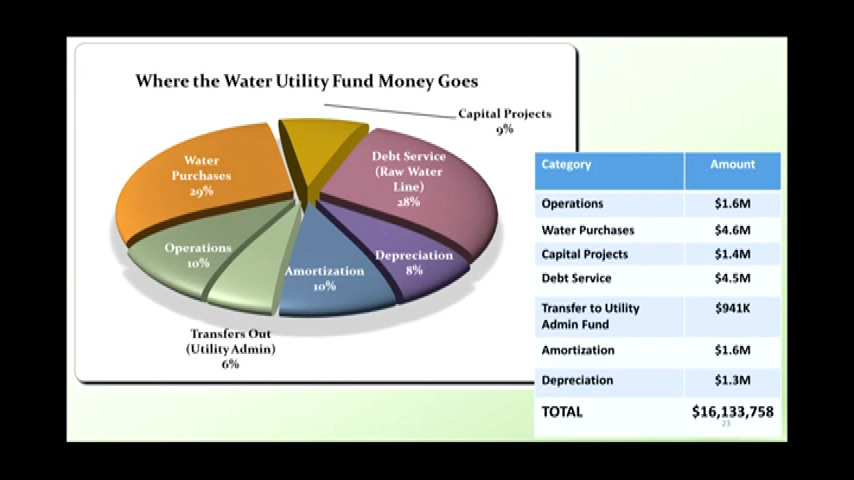 Where the Water Utility Fund Money Goes
Capital Projects
9%
Water
Purchases
29%
Debt Service
(Raw Water
Line)
28%
Operations
10%
Depreciation
8%
Amortization
10%
Transfers Out
(Utility Admin)
6%
Category Amount
Operations $1.6M
Water Purchases $4.6M
Capital Projects $1.4M
Debt Service $4.5M
Transfer to Utility $941K
Admin Fund
Amortization $1.6M
Depreciation $1.3M
TOTAL $16,133,758
23